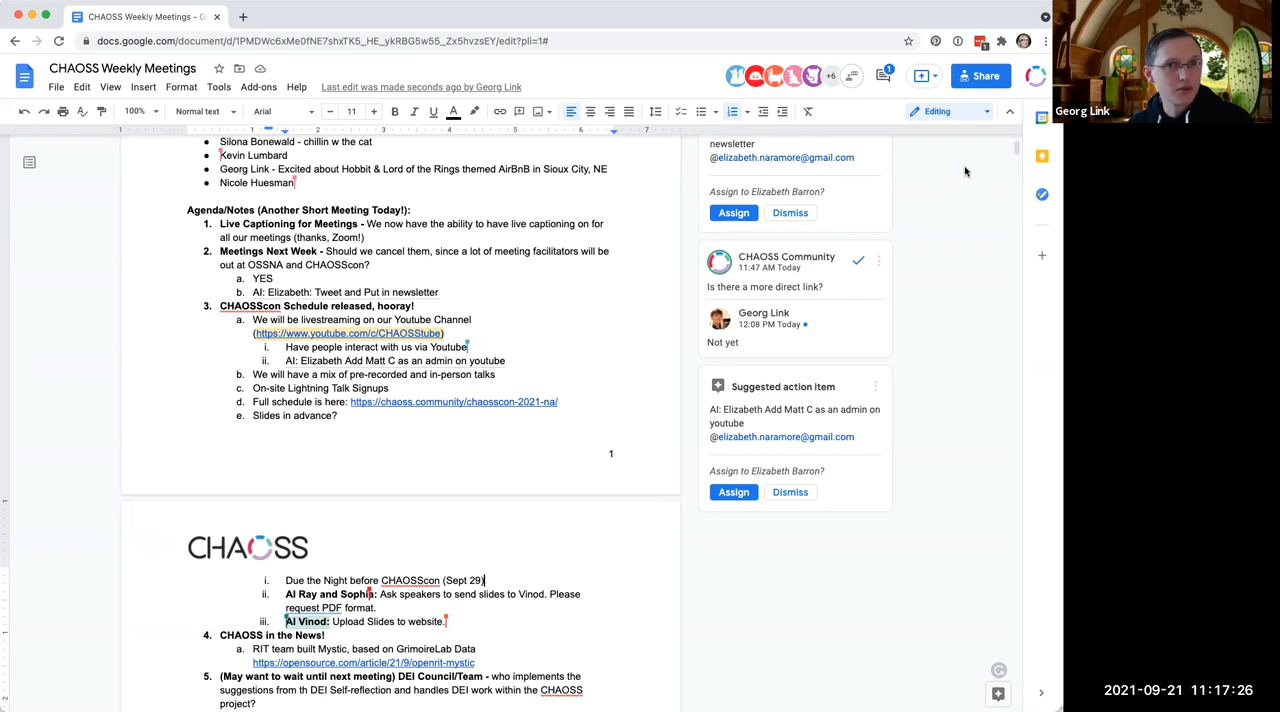 CHAOSS Weekly Meetings - G
docs.google.com/document/d/1PMDWc6xMe0fNE7shxTK5_HE_ykRBG5w55_Zx5hvzsEY/edit?pli=1#
CHAOSS Weekly Meetings
File Edit View Insert Format Tools Add-ons Help Last edit was made seconds ago by Georg Link
+6
1
Share
Georg Link
100% Normal text Arial 11 B I U A Editing
1 1 2 3 4 5 6 7
Silona Bonewald - chillin w the cat
Kevin Lumbard
Georg Link - Excited about Hobbit & Lord of the Rings themed AirBnB in Sioux City, NE
Nicole Huesman
Agenda/Notes (Another Short Meeting Today!):
1. Live Captioning for Meetings - We now have the ability to have live captioning on for
all our meetings (thanks, Zoom!)
2. Meetings Next Week - Should we cancel them, since a lot of meeting facilitators will be
out at OSSNA and CHAOSScon?
a. YES
b. AI: Elizabeth: Tweet and Put in newsletter
3. CHAOSScon Schedule released, hooray!
a. We will be livestreaming on our Youtube Channel
(https://www.youtube.com/c/CHAOSStube)
i. Have people interact with us via Youtube
ii. AI: Elizabeth Add Matt C as an admin on youtube
b. We will have a mix of pre-recorded and in-person talks
c. On-site Lightning Talk Signups
d. Full schedule is here: https://chaoss.community/chaosscon-2021-na/
e. Slides in advance?
1
CHAOSS
i. Due the Night before CHAOSScon (Sept 29)
ii. AI Ray and Sophia: Ask speakers to send slides to Vinod. Please
request PDF format.
iii. AI Vinod: Upload Slides to website.
4. CHAOSS in the News!
a. RIT team built Mystic, based on GrimoireLab Data
https://opensource.com/article/21/9/openrit-mystic
5. (May want to wait until next meeting) DEI Council/Team - who implements the
suggestions from th DEI Self-reflection and handles DEI work within the CHAOSS
project?
newsletter
@elizabeth.naramore@gmail.com
Assign to Elizabeth Barron?
Assign Dismiss
CHAOSS Community
11:47 AM Today
Is there a more direct link?
Georg Link
12:08 PM Today
Not yet
Suggested action item
AI: Elizabeth Add Matt C as an admin on
youtube
@elizabeth.naramore@gmail.com
Assign to Elizabeth Barron?
Assign Dismiss
2021-09-21 11:17:26